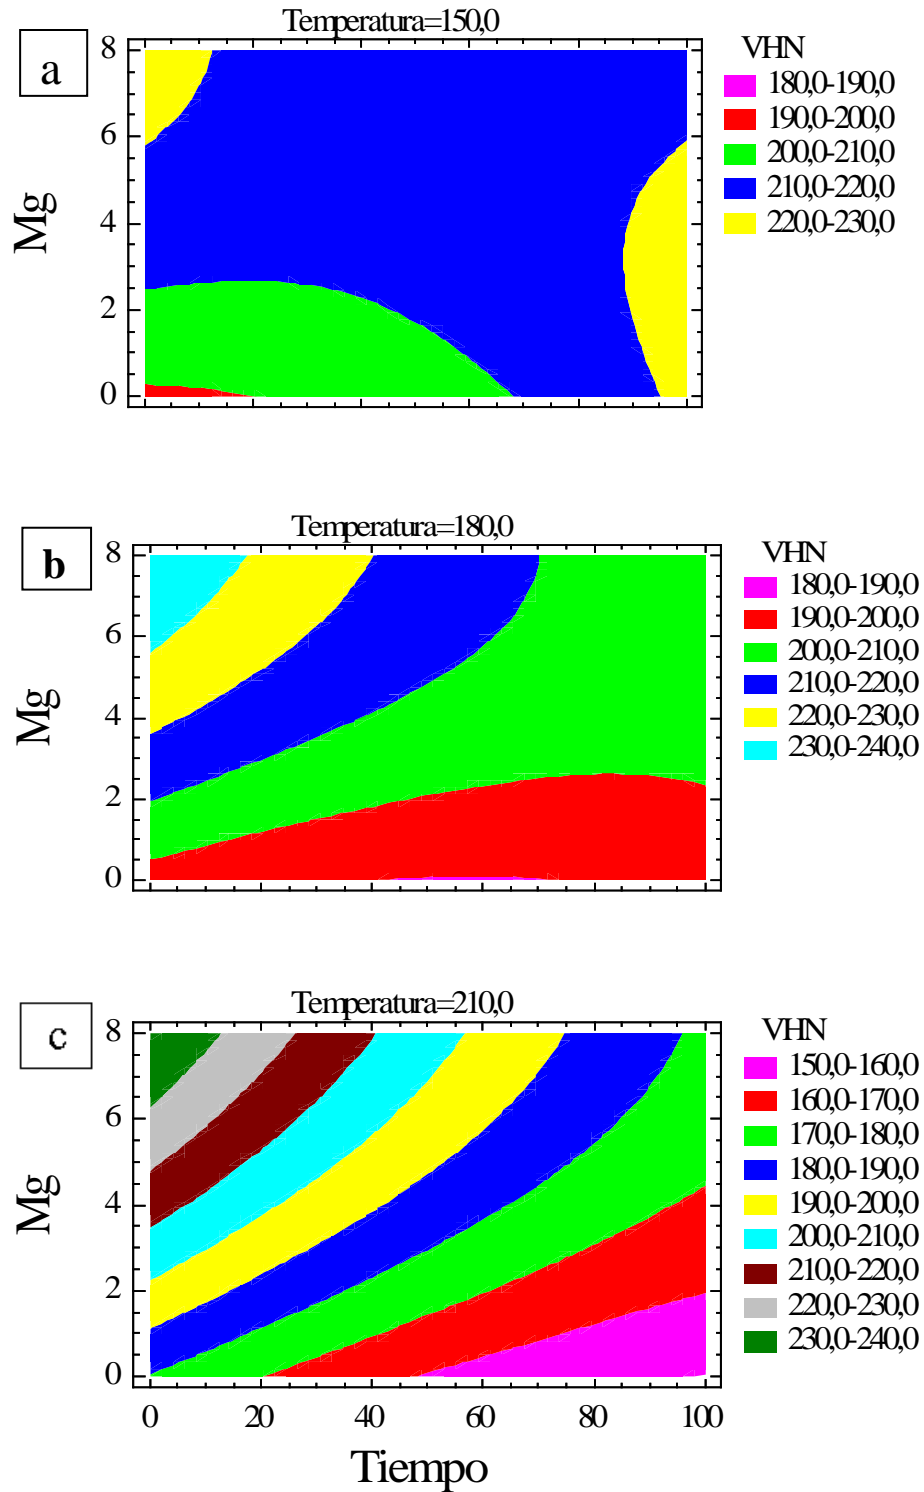 Temperatura=150,0
a
VHN
180,0-190,0
190,0-200,0
200,0-210,0
210,0-220,0
220,0-230,0
8
6
4
2
0
Mg
Temperatura=180,0
b
VHN
180,0-190,0
190,0-200,0
200,0-210,0
210,0-220,0
220,0-230,0
230,0-240,0
8
6
4
2
0
Mg
Temperatura=210,0
c
VHN
150,0-160,0
160,0-170,0
170,0-180,0
180,0-190,0
190,0-200,0
200,0-210,0
210,0-220,0
220,0-230,0
230,0-240,0
8
6
4
2
0
Mg
0 20 40 60 80 100
Tiempo